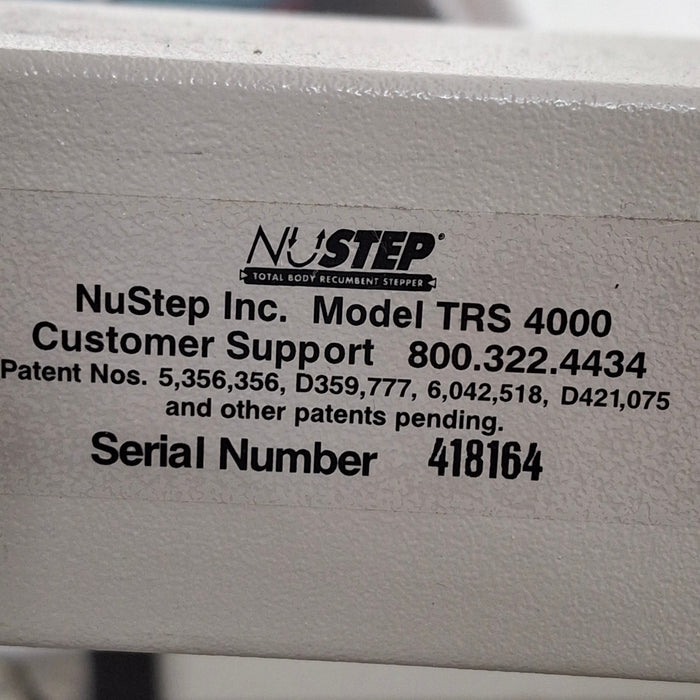 NUSTEP®
TOTAL BODY RECUMBENT STEPPER
NuStep Inc. Model TRS 4000
Customer Support 800.322.4434
Patent Nos. 5,356,356, D359,777, 6,042,518, D421,075
and other patents pending.
Serial Number 418164